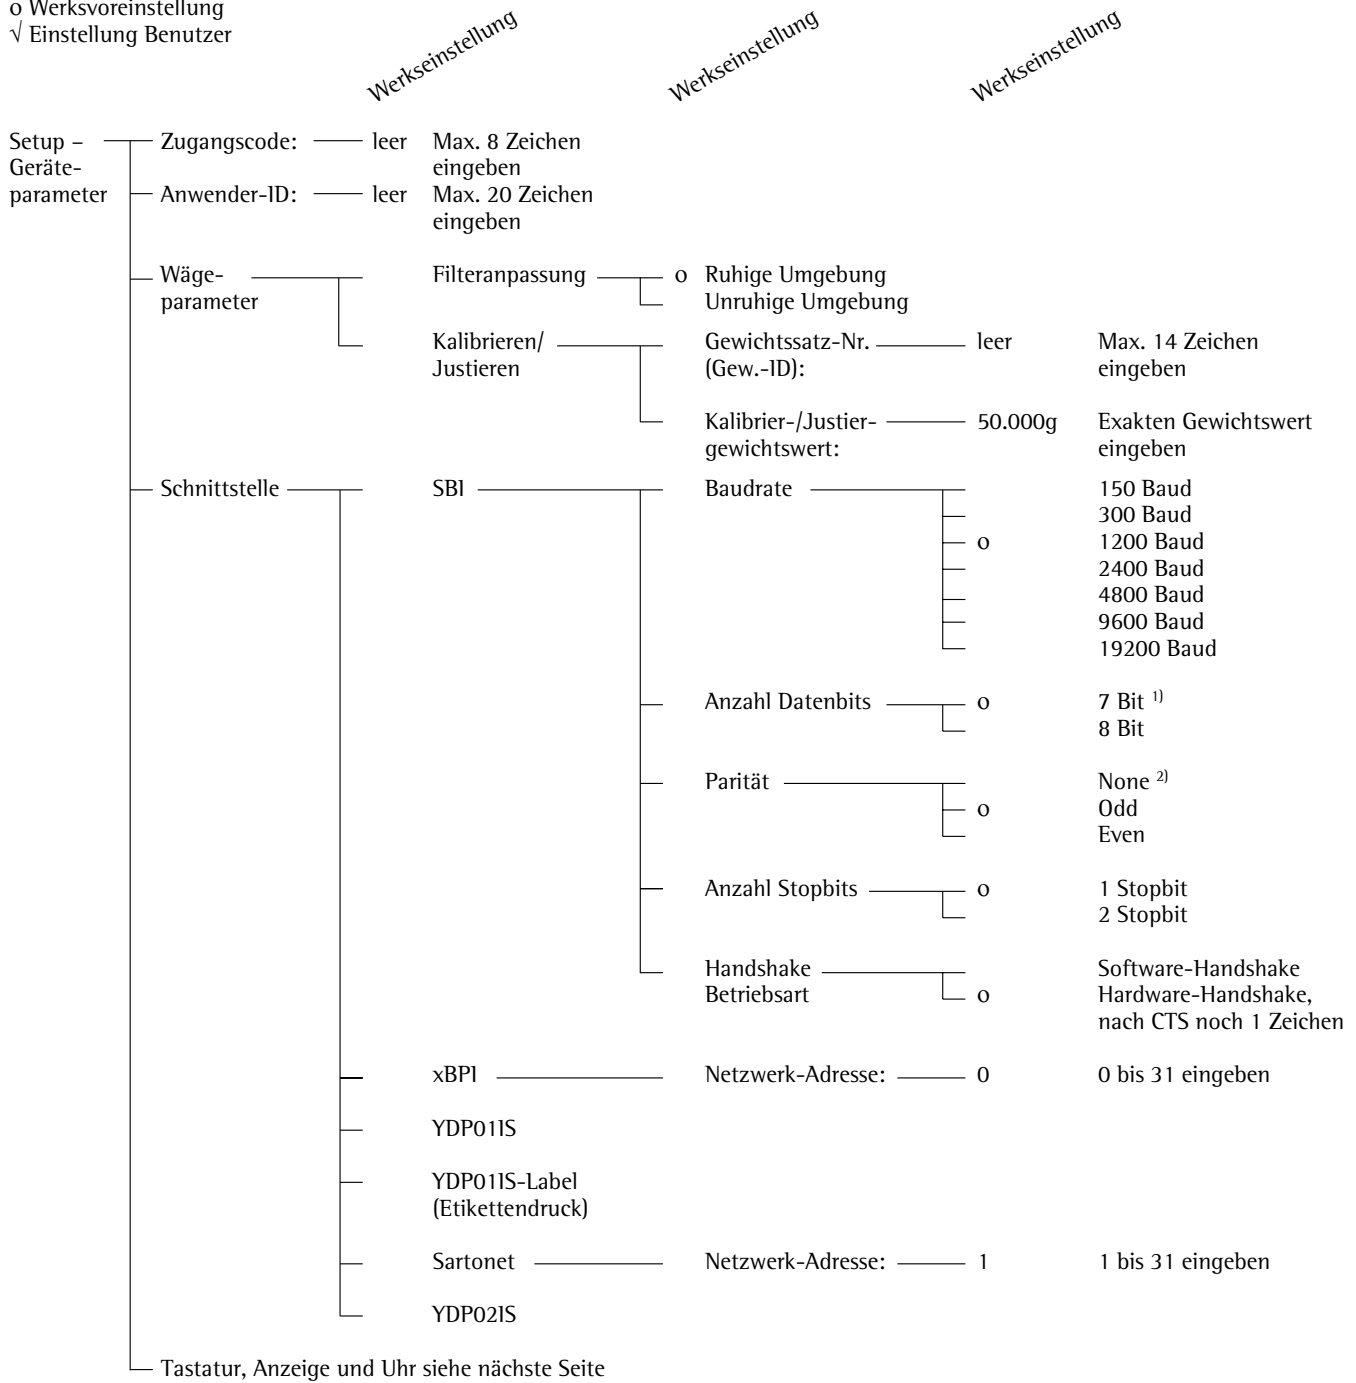 o Werksvoreinstellung
√ Einstellung Benutzer
Werkseinstellung Werkseinstellung Werkseinstellung
Setup – Zugangscode: leer Max. 8 Zeichen
Geräte- eingeben
parameter Anwender-ID: leer Max. 20 Zeichen
eingeben
Wäge- Filteranpassung o Ruhige Umgebung
parameter Unruhige Umgebung
Kalibrieren/ Gewichtssatz-Nr. leer Max. 14 Zeichen
Justieren (Gew.-ID): eingeben
Kalibrier-/Justier- 50.000g Exakten Gewichtswert
gewichtswert: eingeben
Schnittstelle SBI Baudrate 150 Baud
300 Baud
o 1200 Baud
2400 Baud
4800 Baud
9600 Baud
19200 Baud
Anzahl Datenbits o 7 Bit 1)
8 Bit
Parität None 2)
o Odd
Even
Anzahl Stopbits o 1 Stopbit
2 Stopbit
Handshake Software-Handshake
Betriebsart o Hardware-Handshake,
nach CTS noch 1 Zeichen
xBPI Netzwerk-Adresse: 0 0 bis 31 eingeben
YDP01IS
YDP01IS-Label
(Etikettendruck)
Sartonet Netzwerk-Adresse: 1 1 bis 31 eingeben
YDP02IS
Tastatur, Anzeige und Uhr siehe nächste Seite